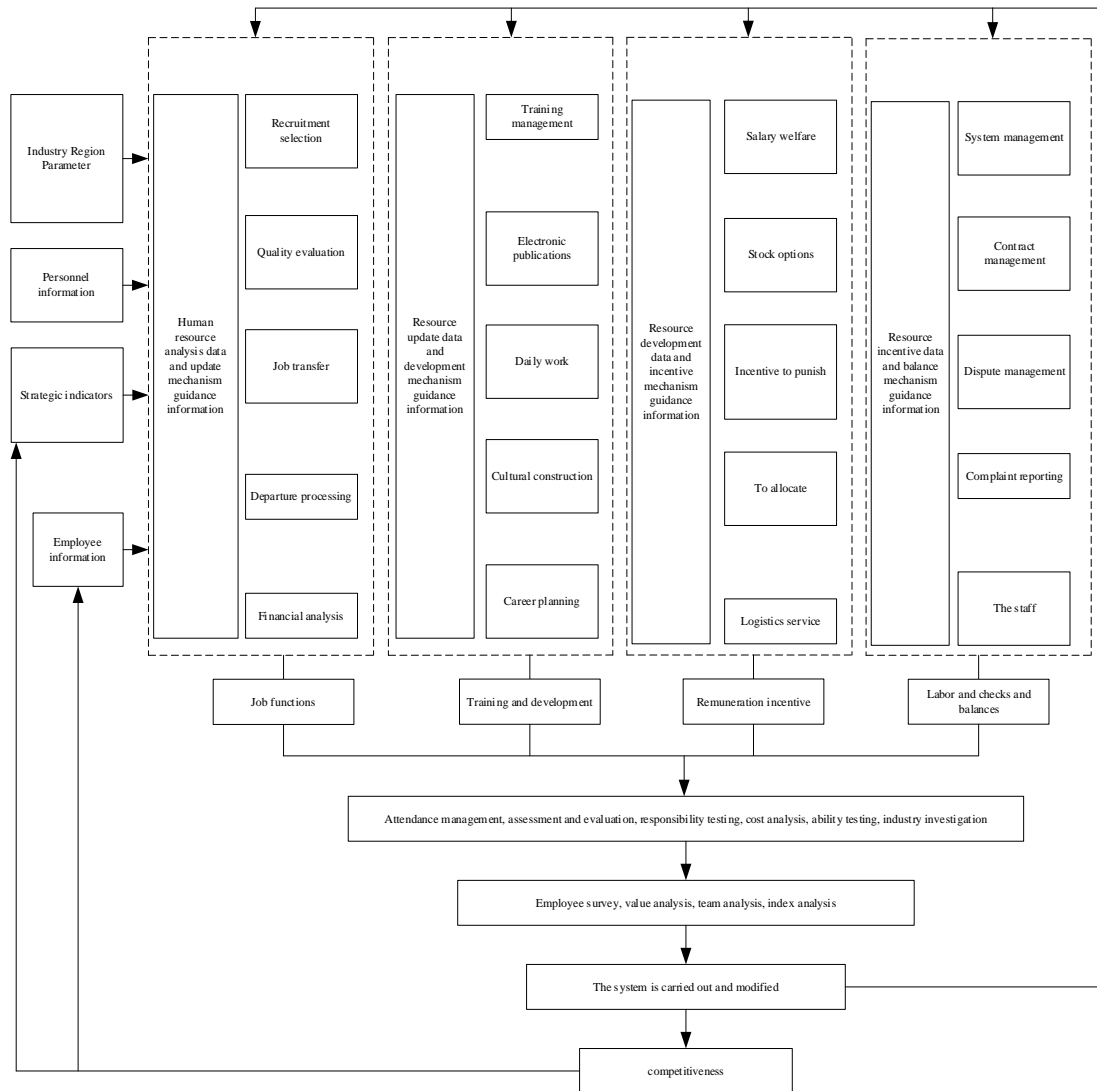 Industry Region
Parameter
Personnel
information
Strategic indicators
Employee
information
Human
resource
analysis data
and update
mechanism
guidance
information
Recruitment
selection
Quality evaluation
Job transfer
Departure processing
Financial analysis
Resource
update data
and
development
mechanism
guidance
information
Training
management
Electronic
publications
Daily work
Cultural construction
Career planning
Resource
development
data and
incentive
mechanism
guidance
information
Salary welfare
Stock options
Incentive to punish
To allocate
Logistics service
Resource
incentive data
and balance
mechanism
guidance
information
System management
Contract
management
Dispute management
Complaint reporting
The staff
Job functions
Training and development
Remuneration incentive
Labor and checks and
balances
Attendance management, assessment and evaluation, responsibility testing, cost analysis, ability testing, industry investigation
Employee survey, value analysis, team analysis, index analysis
The system is carried out and modified
competitiveness